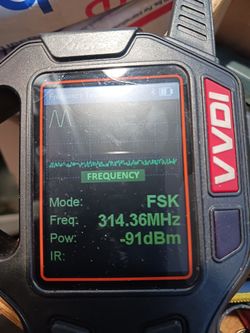 FREQUENCY
Mode: FSK
Freq: 314.36MHz
Pow: -91dBm
IR:
VVDI